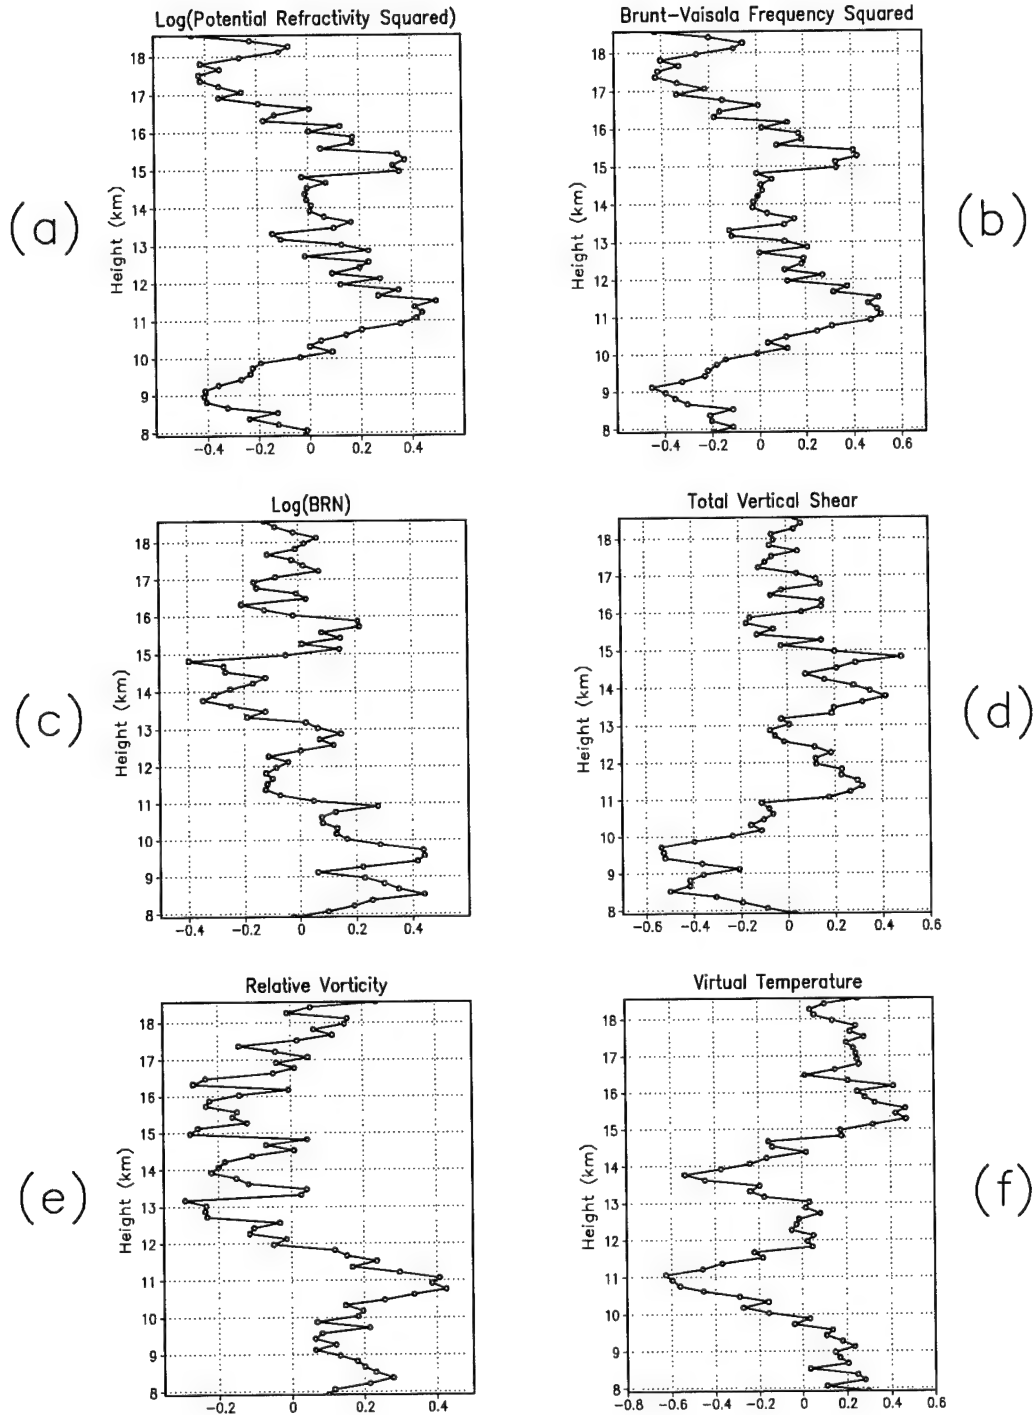 Log(Potential Refractivity Squared)
Brunt-Vaisala Frequency Squared
(a)
(b)
Height (km)
Height (km)
18
17
16
15
14
13
12
11
10
9
8
-0.4 -0.2 0 0.2 0.4
18
17
16
15
14
13
12
11
10
9
8
-0.4 -0.2 0 0.2 0.4 0.6
Log(BRN)
Total Vertical Shear
(c)
(d)
Height (km)
Height (km)
18
17
16
15
14
13
12
11
10
9
8
-0.4 -0.2 0 0.2 0.4
18
17
16
15
14
13
12
11
10
9
8
-0.6 -0.4 -0.2 0 0.2 0.4 0.6
Relative Vorticity
Virtual Temperature
(e)
(f)
Height (km)
Height (km)
18
17
16
15
14
13
12
11
10
9
8
-0.2 0 0.2 0.4
18
17
16
15
14
13
12
11
10
9
8
-0.8 -0.6 -0.4 -0.2 0 0.2 0.4 0.6